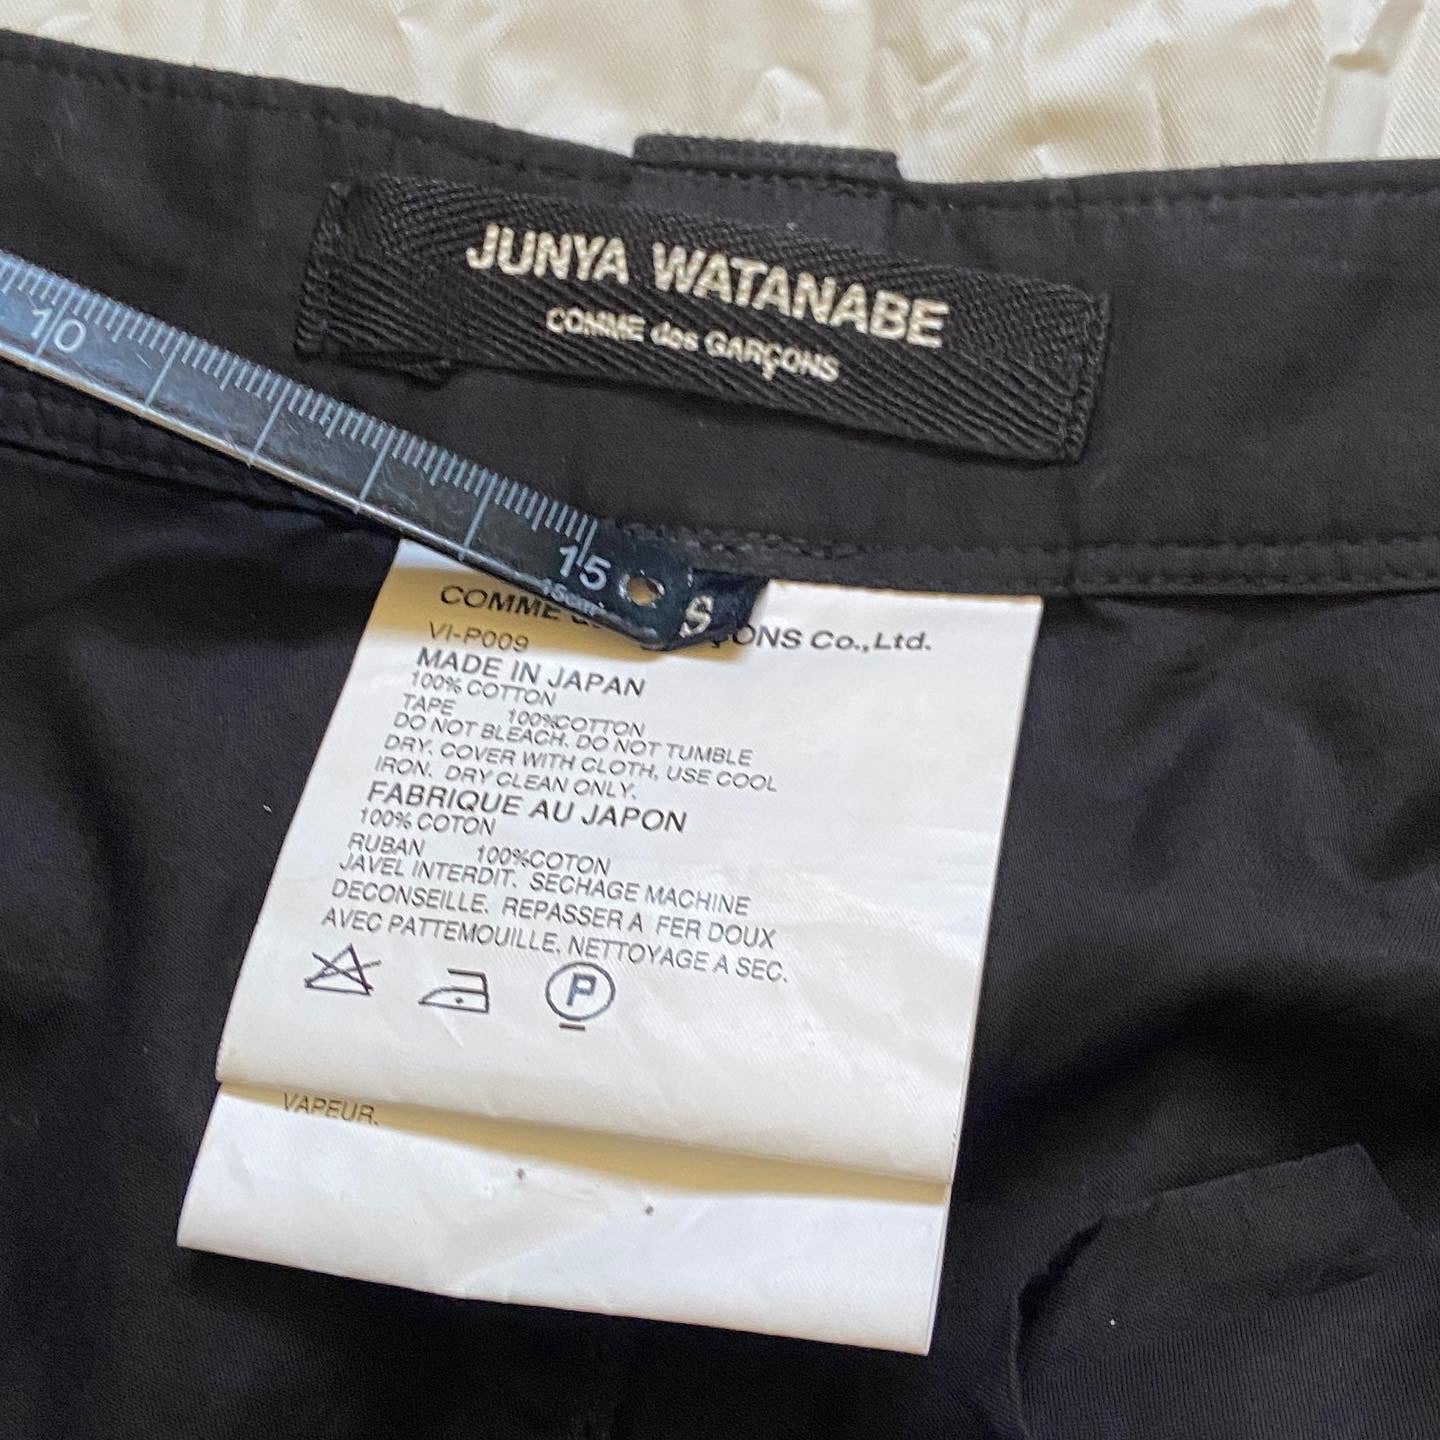 JUNYA WATANABE
COMME des GARÇONS
10
15
15cm
S
COMME ÇONS Co.,Ltd.
VI-P009
MADE IN JAPAN
100% COTTON
TAPE 100%COTTON
DO NOT BLEACH. DO NOT TUMBLE
DRY. COVER WITH CLOTH, USE COOL
IRON. DRY CLEAN ONLY.
FABRIQUE AU JAPON
100% COTON
RUBAN 100%COTON
JAVEL INTERDIT. SECHAGE MACHINE
DECONSEILLE. REPASSER A FER DOUX
AVEC PATTEMOUILLE. NETTOYAGE A SEC.
P
VAPEUR.